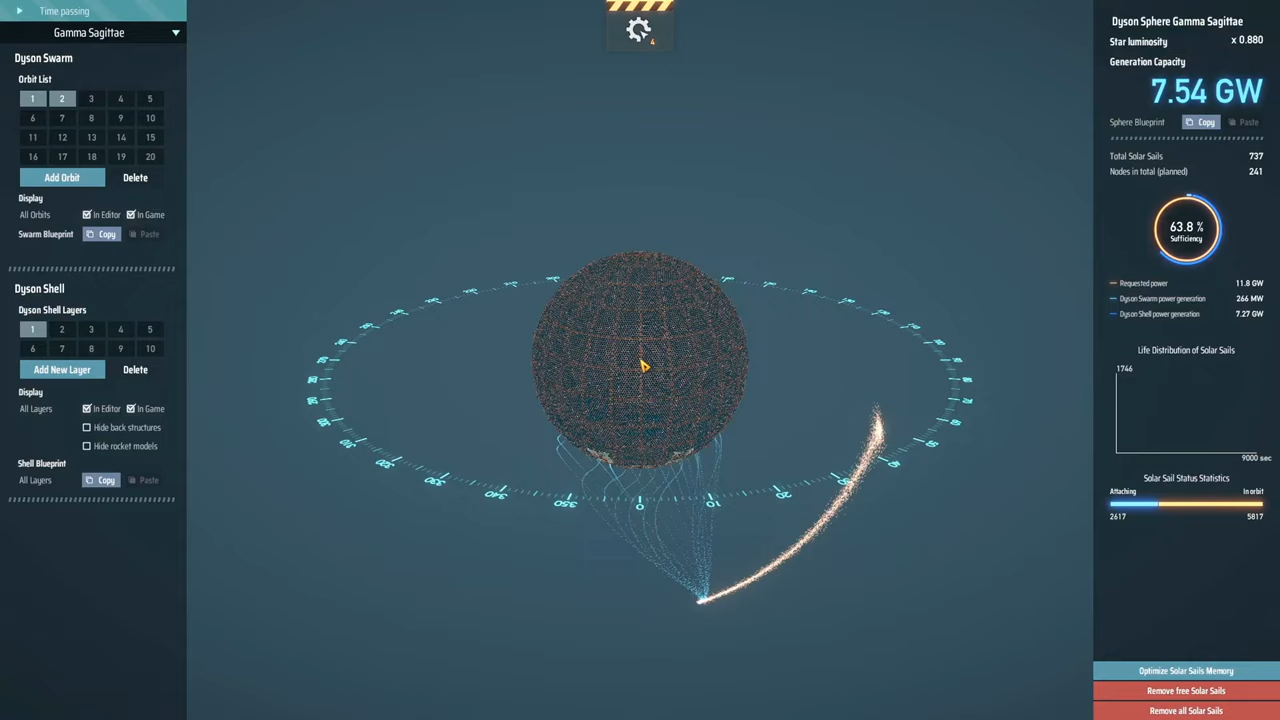 Time passing
Gamma Sagittae
Dyson Swarm
Orbit List
1 2 3 4 5
6 7 8 9 10
11 12 13 14 15
16 17 18 19 20
Add Orbit Delete
Display
All Orbits In Editor In Game
Swarm Blueprint Copy Paste
Dyson Shell
Dyson Shell Layers
1 2 3 4 5
6 7 8 9 10
Add New Layer Delete
Display
All Layers In Editor In Game
Hide back structures
Hide rocket models
Shell Blueprint
All Layers Copy Paste
4
340 350 0 10 20
Dyson Sphere Gamma Sagittae
Star luminosity x 0.880
Generation Capacity
7.54 GW
Sphere Blueprint Copy Paste
Total Solar Sails 737
Nodes in total (planned) 241
63.8 %
Sufficiency
Requested power 11.8 GW
Dyson Swarm power generation 266 MW
Dyson Shell power generation 7.27 GW
Life Distribution of Solar Sails
1746
9000 sec
Solar Sail Status Statistics
Attaching In orbit
2617 5817
Optimize Solar Sails Memory
Remove free Solar Sails
Remove all Solar Sails